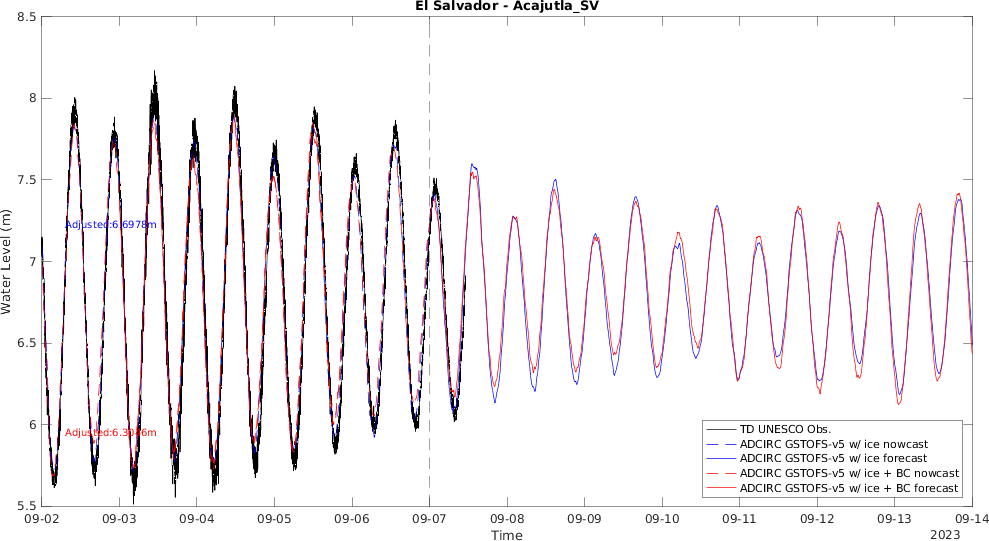 El Salvador - Acajutla_SV
8.5
8
7.5
7
6.5
6
5.5
Water Level (m)
Adjusted:6.6978m
09-02 09-03 09-04 09-05 09-06 09-07 09-08 09-09 09-10 09-11 09-12 09-13 09-14
Time
2023
TD UNESCO Obs.
ADCIRC GSTOFS-v5 w/ ice nowcast
ADCIRC GSTOFS-v5 w/ ice forecast
ADCIRC GSTOFS-v5 w/ ice + BC nowcast
ADCIRC GSTOFS-v5 w/ ice + BC forecast